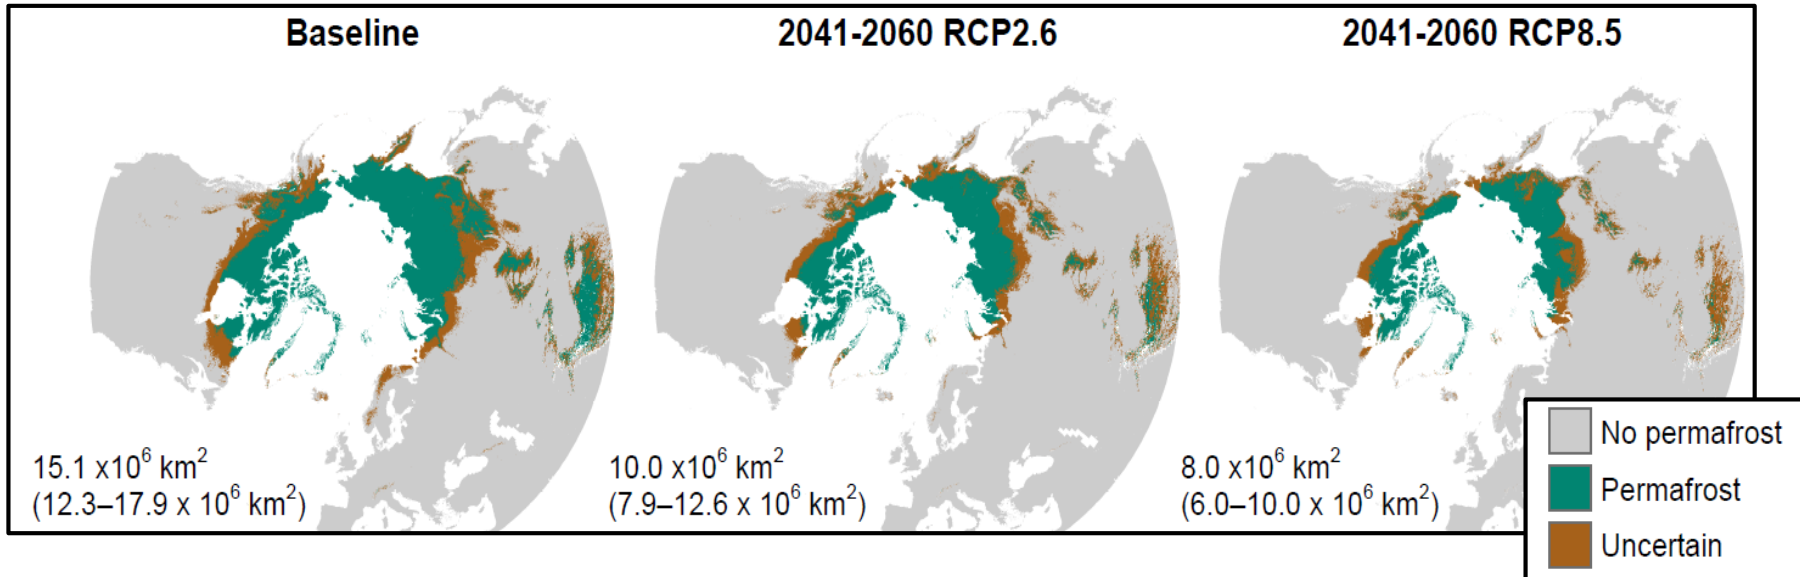 Baseline
2041-2060 RCP2.6
2041-2060 RCP8.5
15.1 x10⁶ km²
(12.3–17.9 x 10⁶ km²)
10.0 x10⁶ km²
(7.9–12.6 x 10⁶ km²)
8.0 x10⁶ km²
(6.0–10.0 x 10⁶ km²)
No permafrost
Permafrost
Uncertain